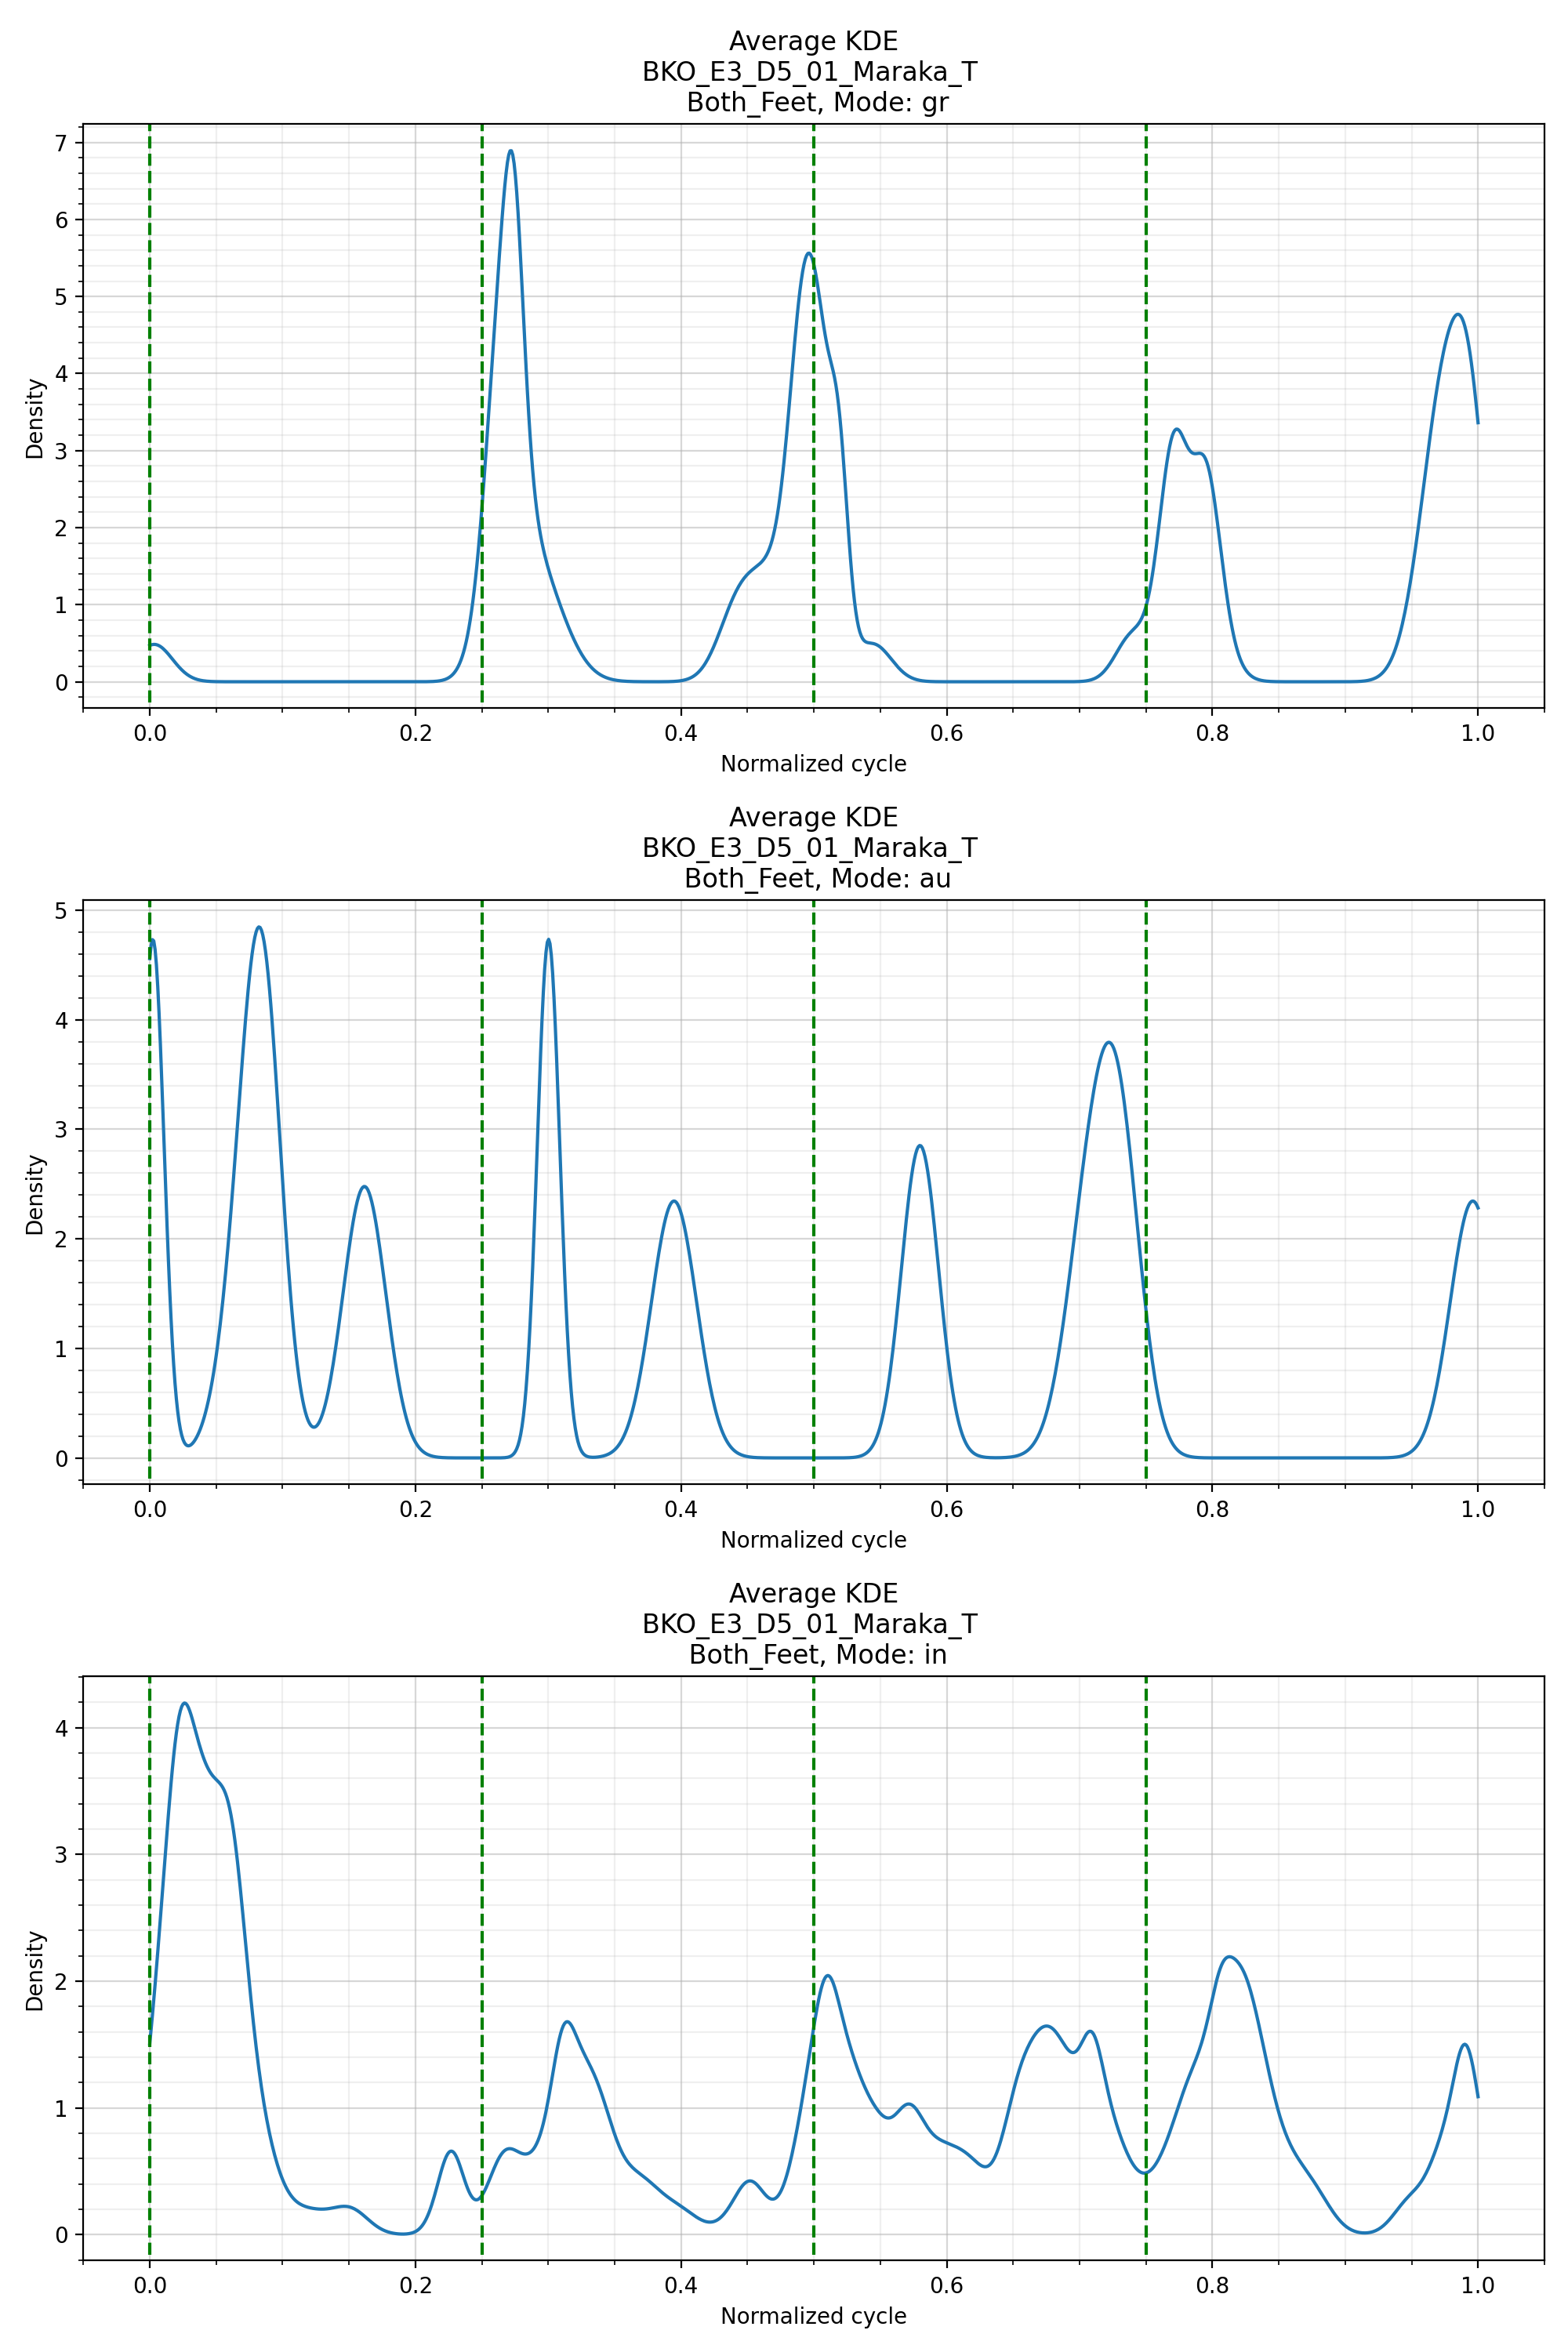 Average KDE
BKO_E3_D5_01_Maraka_T
Both_Feet, Mode: gr
7
6
5
4
3
2
1
0
Density
0.0 0.2 0.4 0.6 0.8 1.0
Normalized cycle
Average KDE
BKO_E3_D5_01_Maraka_T
Both_Feet, Mode: au
5
4
3
2
1
0
Density
0.0 0.2 0.4 0.6 0.8 1.0
Normalized cycle
Average KDE
BKO_E3_D5_01_Maraka_T
Both_Feet, Mode: in
4
3
2
1
0
Density
0.0 0.2 0.4 0.6 0.8 1.0
Normalized cycle